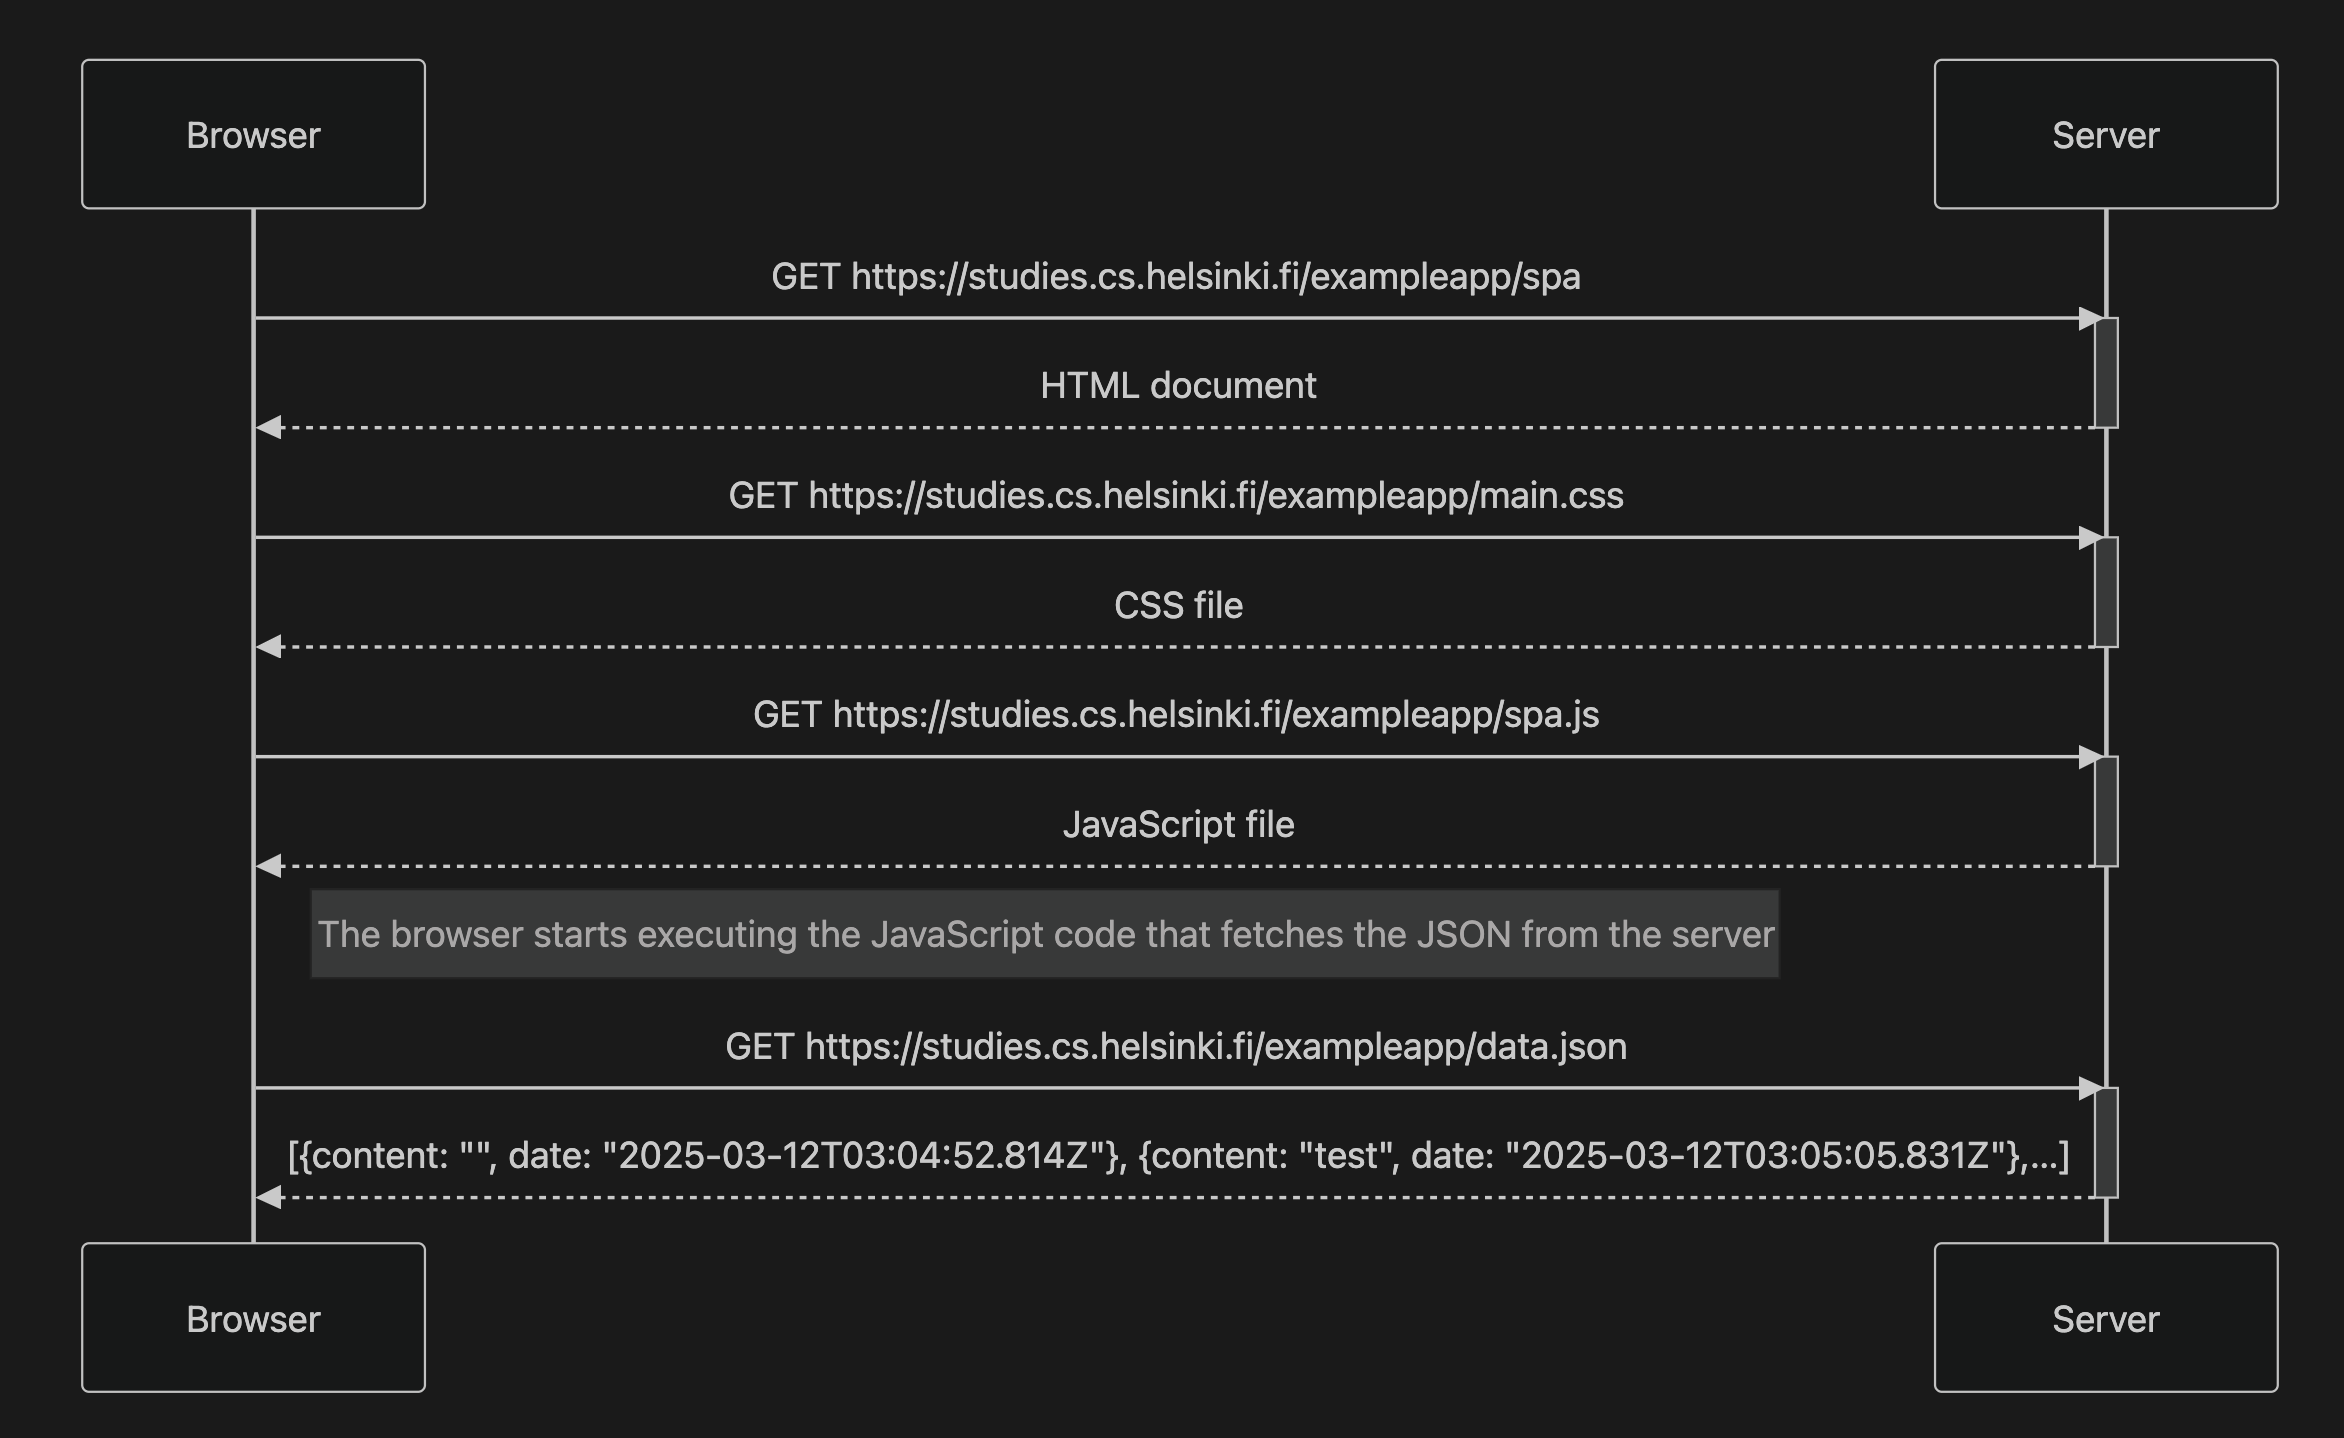 Browser
Server
GET https://studies.cs.helsinki.fi/exampleapp/spa
HTML document
GET https://studies.cs.helsinki.fi/exampleapp/main.css
CSS file
GET https://studies.cs.helsinki.fi/exampleapp/spa.js
JavaScript file
The browser starts executing the JavaScript code that fetches the JSON from the server
GET https://studies.cs.helsinki.fi/exampleapp/data.json
[{content: "", date: "2025-03-12T03:04:52.814Z"}, {content: "test", date: "2025-03-12T03:05:05.831Z"},...]
Browser
Server